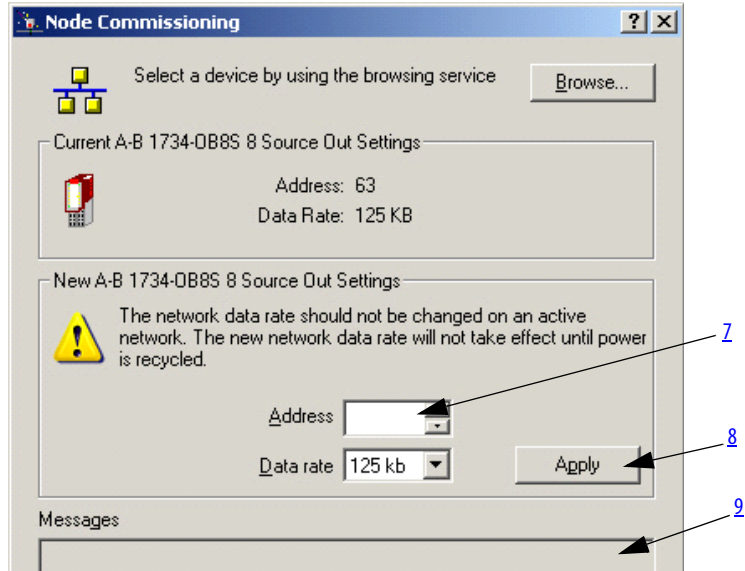 Node Commissioning
Select a device by using the browsing service
Browse...
Current A-B 1734-OB8S 8 Source Out Settings
Address: 63
Data Rate: 125 KB
New A-B 1734-OB8S 8 Source Out Settings
The network data rate should not be changed on an active
network. The new network data rate will not take effect until power
is recycled.
7
Address
8
Data rate 125 kb
Apply
9
Messages